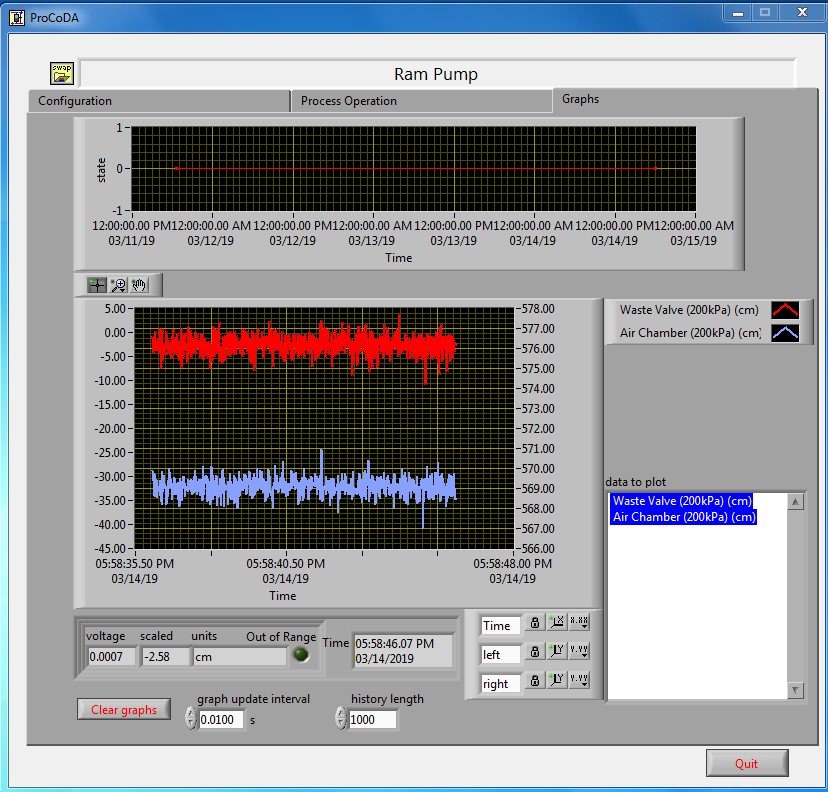 ProCoDA
swap
Ram Pump
Configuration
Process Operation
Graphs
1
state
0
-1
12:00:00.00 PM 12:00:00.00 AM 12:00:00.00 PM 12:00:00.00 AM 12:00:00.00 PM 12:00:00.00 AM 12:00:00.00 PM 12:00:00.00 AM
03/11/19 03/12/19 03/12/19 03/13/19 03/13/19 03/14/19 03/14/19 03/15/19
Time
5.00
0.00
-5.00
-10.00
-15.00
-20.00
-25.00
-30.00
-35.00
-40.00
-45.00
578.00
577.00
576.00
575.00
574.00
573.00
572.00
571.00
570.00
569.00
568.00
567.00
566.00
05:58:35.50 PM 05:58:40.50 PM 05:58:48.00 PM
03/14/19 03/14/19 03/14/19
Time
Waste Valve (200kPa) (cm)
Air Chamber (200kPa) (cm)
data to plot
Waste Valve (200kPa) (cm)
Air Chamber (200kPa) (cm)
voltage scaled units Out of Range
0.0007 -2.58 cm
Time
05:58:46.07 PM
03/14/2019
Time X X.XX
left Y Y.YY
right Y Y.YY
Clear graphs
graph update interval
0.0100 s
history length
1000
Quit